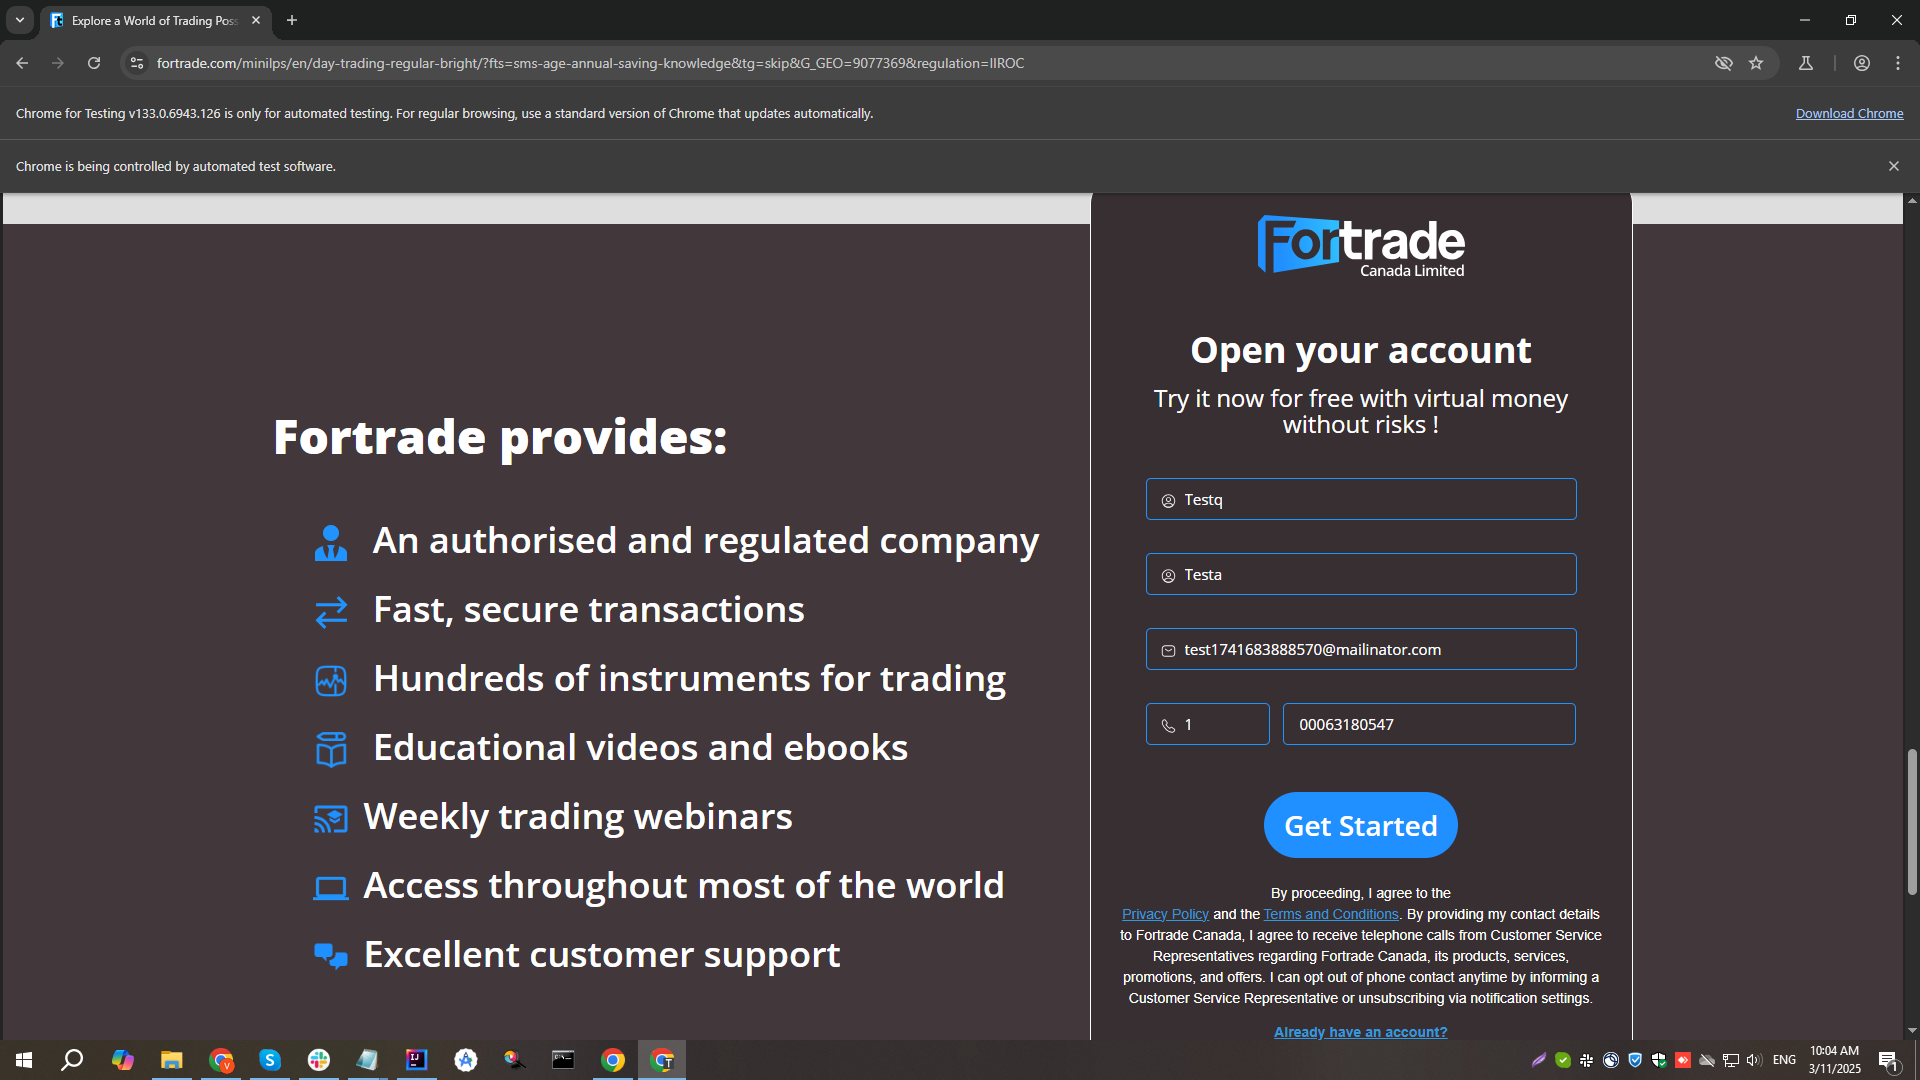 Explore a World of Trading Pos
fortrade.com/minilps/en/day-trading-regular-bright/?fts=sms-age-annual-saving-knowledge&tg=skip&G_GEO=9077369&regulation=IIROC
Chrome for Testing v133.0.6943.126 is only for automated testing. For regular browsing, use a standard version of Chrome that updates automatically.
Download Chrome
Chrome is being controlled by automated test software.
Fortrade
Canada Limited
Open your account
Try it now for free with virtual money
without risks !
Fortrade provides:
An authorised and regulated company
Fast, secure transactions
Hundreds of instruments for trading
Educational videos and ebooks
Weekly trading webinars
Access throughout most of the world
Excellent customer support
Testq
Testa
test1741683888570@mailinator.com
1
00063180547
Get Started
By proceeding, I agree to the
Privacy Policy and the Terms and Conditions. By providing my contact details
to Fortrade Canada, I agree to receive telephone calls from Customer Service
Representatives regarding Fortrade Canada, its products, services,
promotions, and offers. I can opt out of phone contact anytime by informing a
Customer Service Representative or unsubscribing via notification settings.
Already have an account?
ENG
10:04 AM
3/11/2025
1